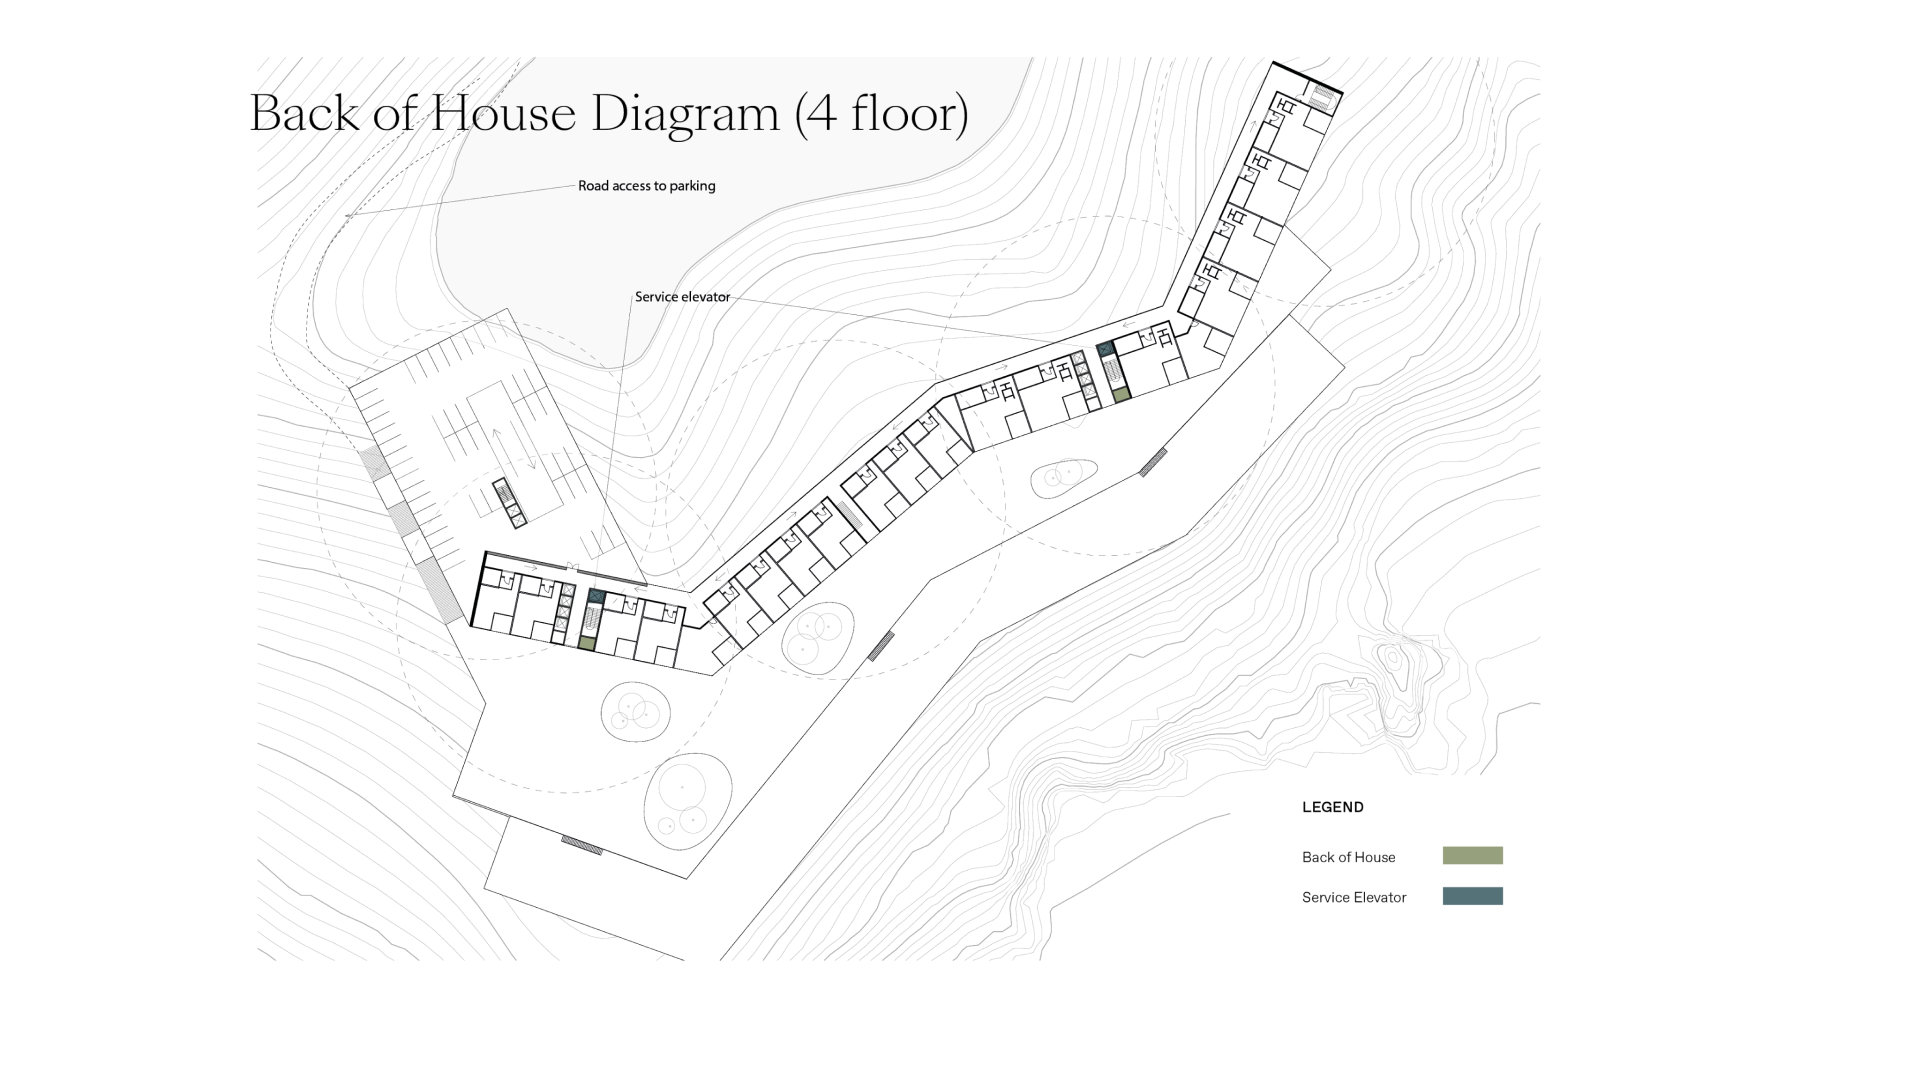 Back of House Diagram (4 floor)
Road access to parking
Service elevator
LEGEND
Back of House
Service Elevator